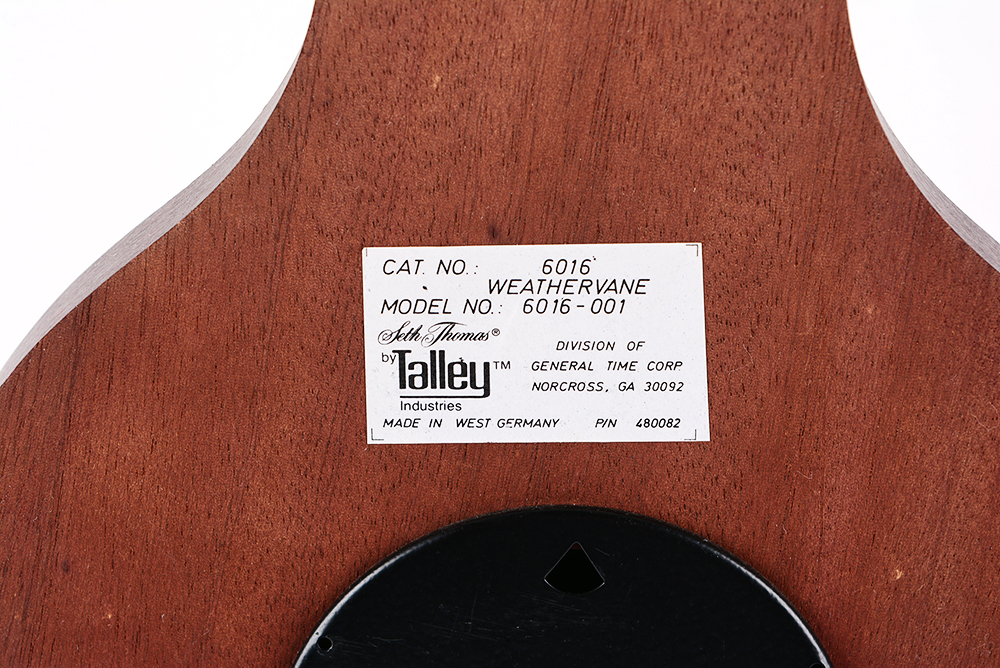 CAT. NO.: 6016
WEATHERVANE
MODEL NO.: 6016-001
Seth Thomas®
by Talley™
Industries
DIVISION OF
GENERAL TIME CORP
NORCROSS, GA 30092
MADE IN WEST GERMANY P/N 480082